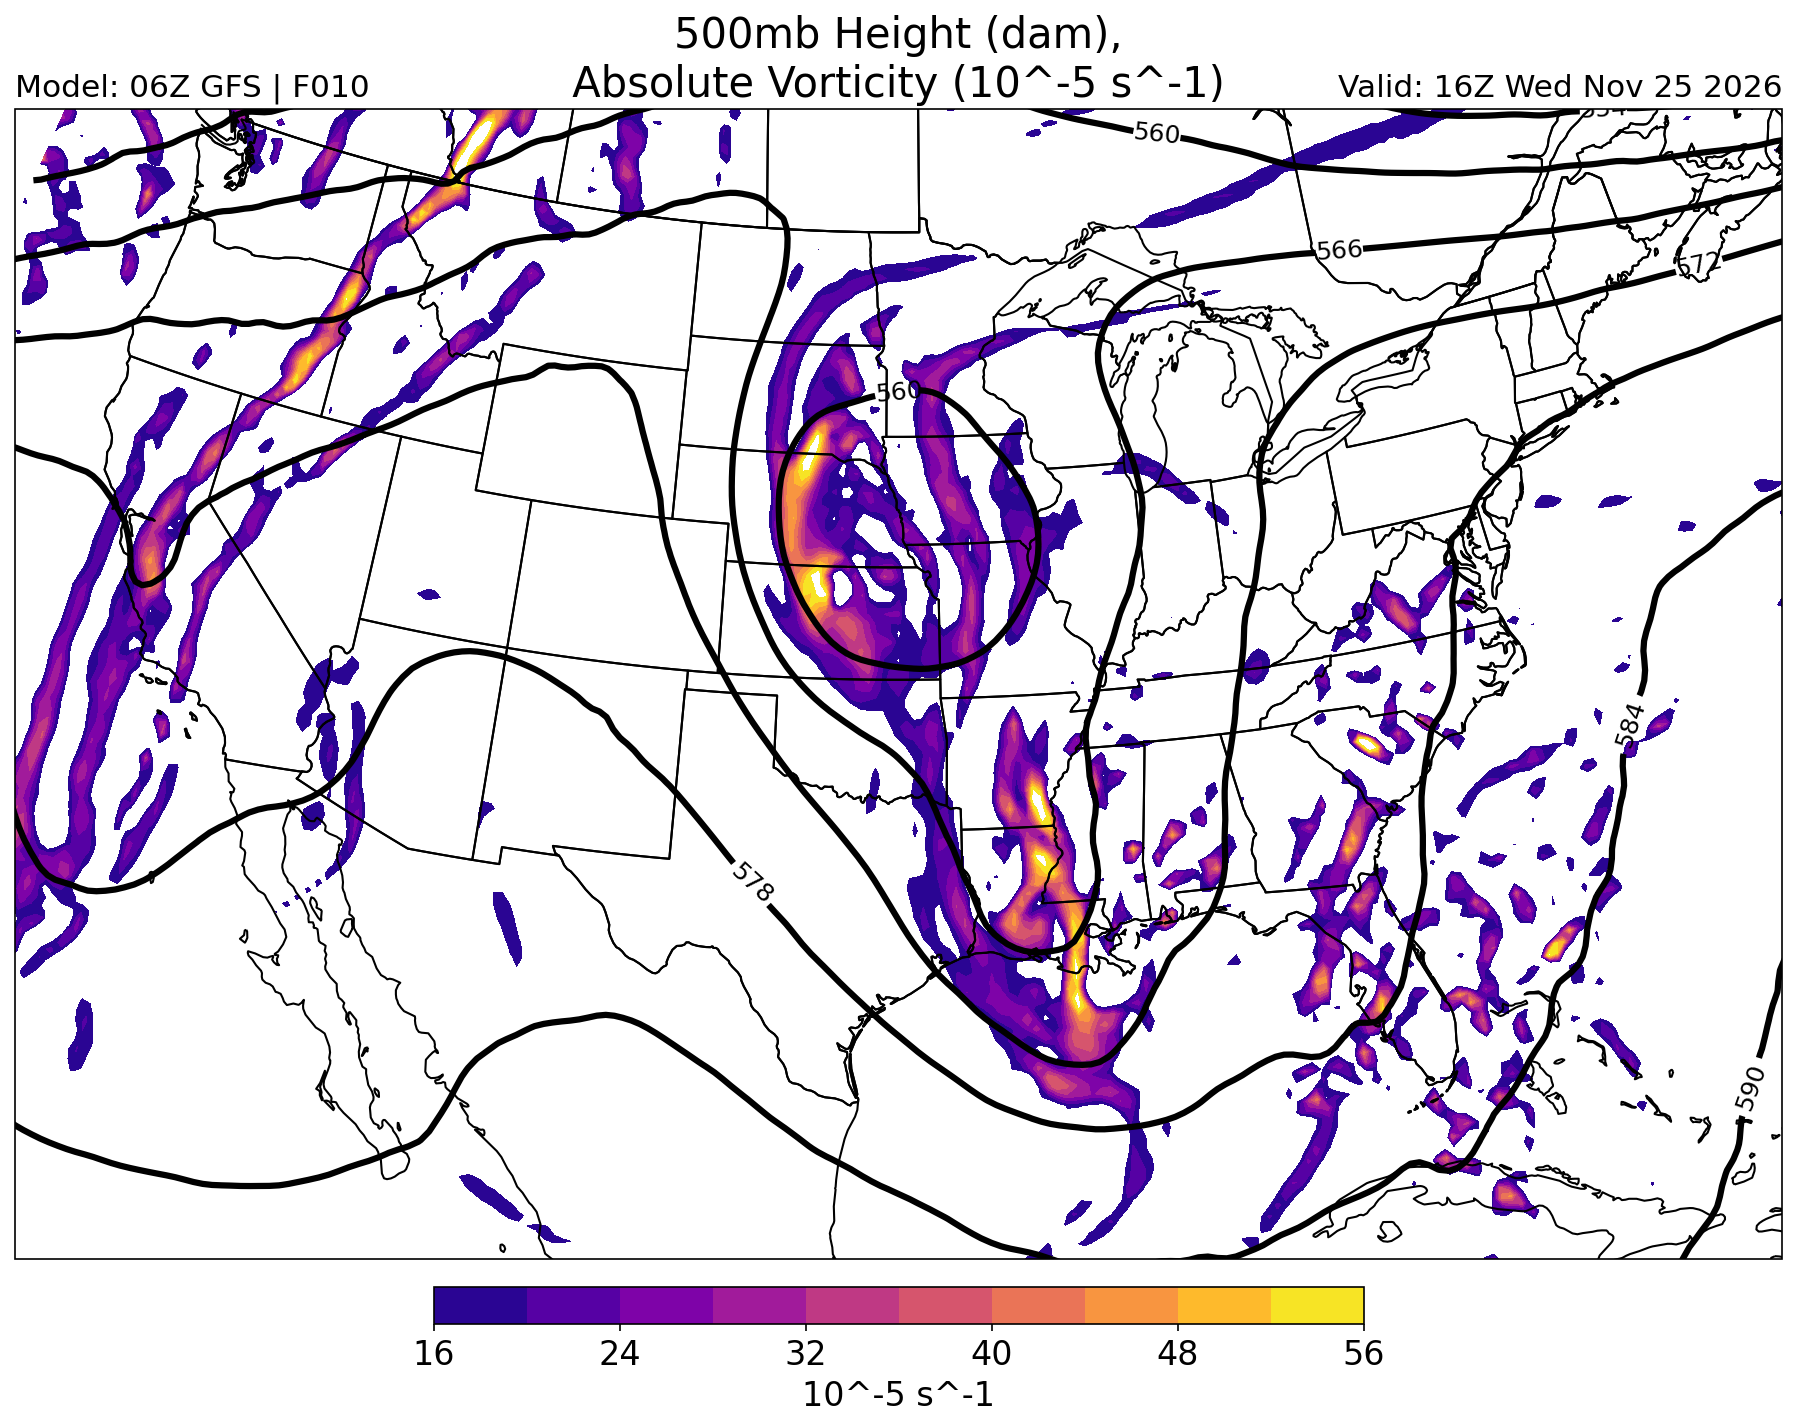 500mb Height (dam),
Absolute Vorticity (10^-5 s^-1)
Model: 06Z GFS | F010
Valid: 16Z Wed Nov 25 2026
560
566
572
560
584
578
590
16 24 32 40 48 56
10^-5 s^-1